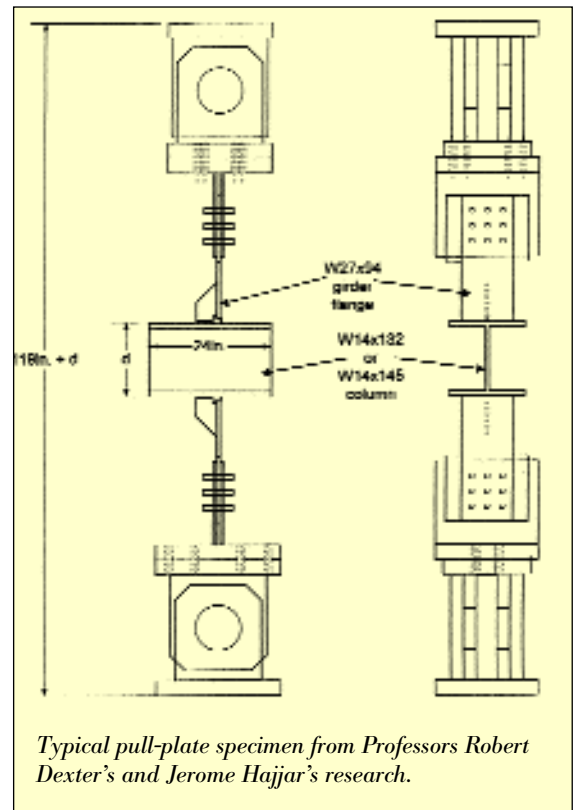 W27x94
girder
flange
24in.
d
119in. + d
W14x132
or
W14x145
column
Typical pull-plate specimen from Professors Robert
Dexter's and Jerome Hajjar's research.